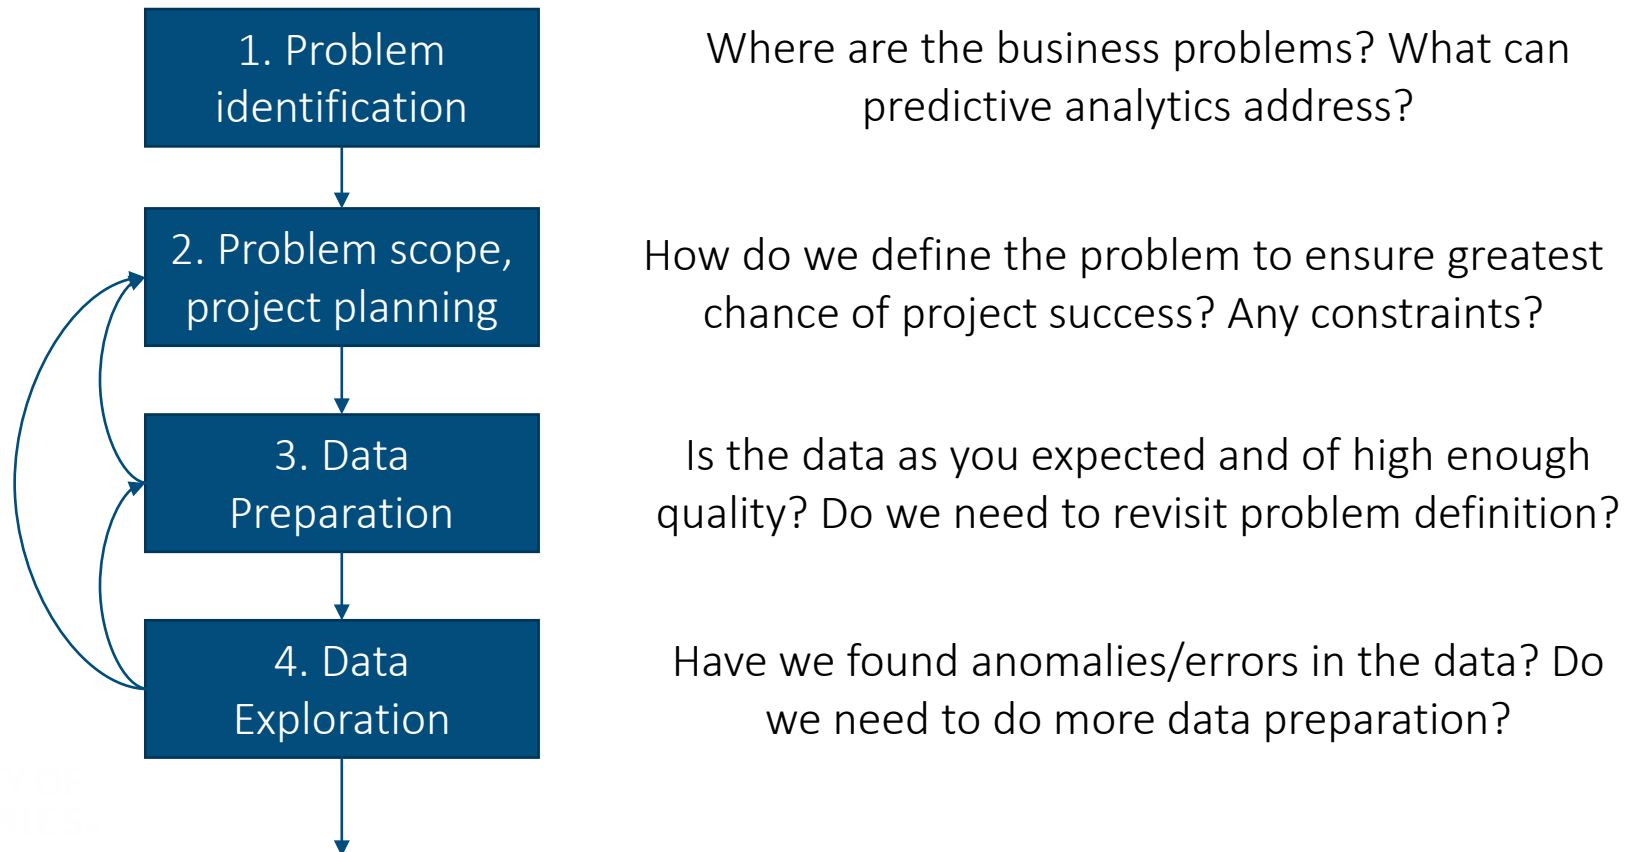 1. Problem
identification
Where are the business problems? What can
predictive analytics address?
2. Problem scope,
project planning
How do we define the problem to ensure greatest
chance of project success? Any constraints?
3. Data
Preparation
Is the data as you expected and of high enough
quality? Do we need to revisit problem definition?
4. Data
Exploration
Have we found anomalies/errors in the data? Do
we need to do more data preparation?